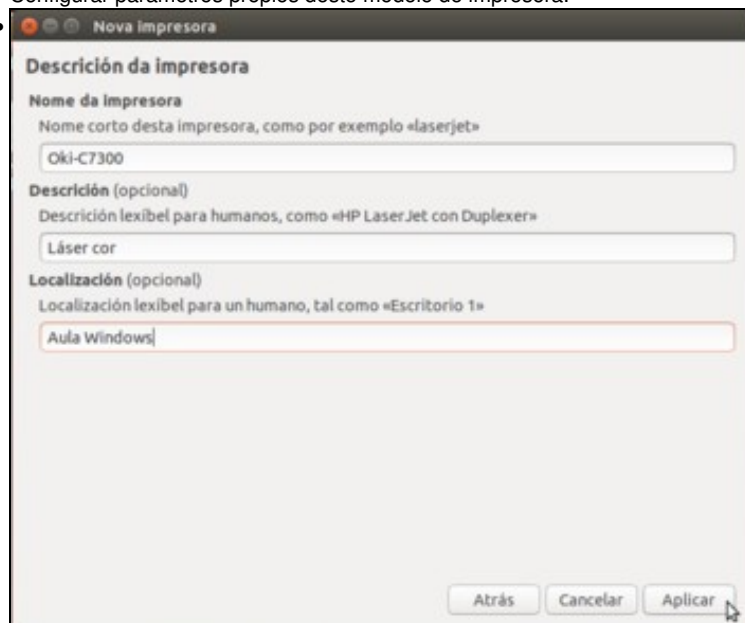 Configurar parámetros propios deste modelo de impresora.
Nova impresora
Descrición da impresora
Nome da impresora
Nome corto desta impresora, como por exemplo «laserjet»
Oki-C7300
Descrición (opcional)
Descrición lexíbel para humanos, como «HP LaserJet con Duplexer»
Láser cor
Localización (opcional)
Localización lexíbel para un humano, tal como «Escritorio 1»
Aula Windows
Atrás Cancelar Aplicar